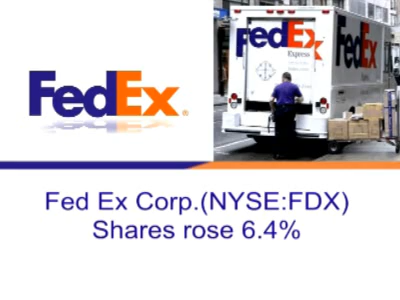 FedEx®
FedEx
Express
FedEx
Fed Ex Corp.(NYSE:FDX)
Shares rose 6.4%